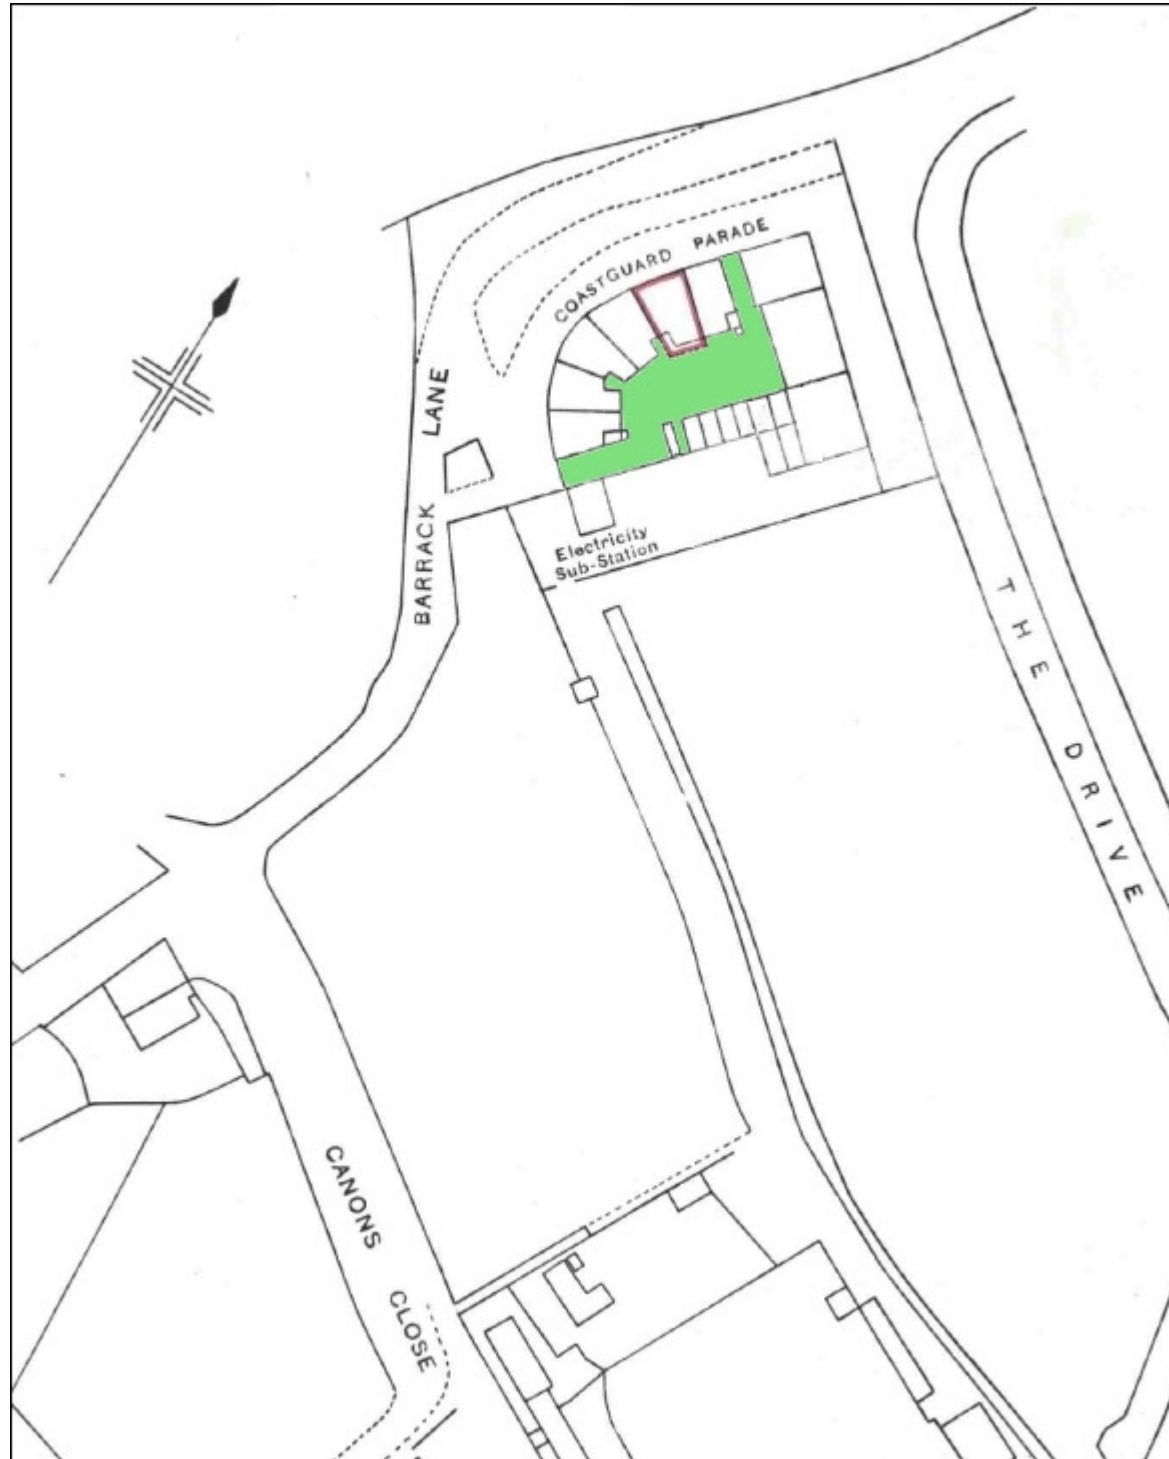 COASTGUARD PARADE
BARRACK LANE
Electricity
Sub-Station
THE DRIVE
CANONS CLOSE